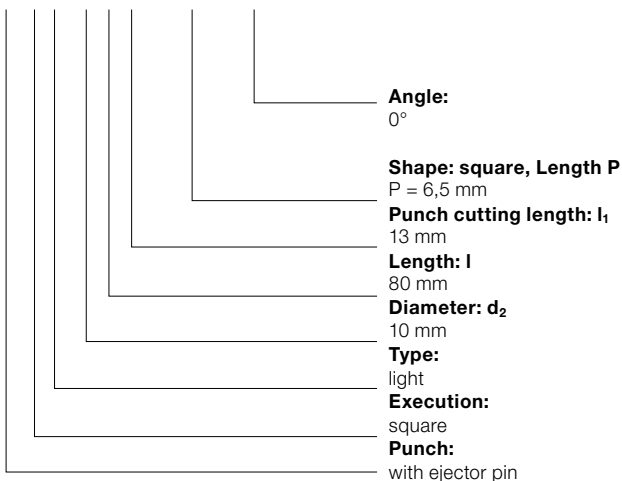 Angle:
0°
Shape: square, Length P
P = 6,5 mm
Punch cutting length: l₁
13 mm
Length: l
80 mm
Diameter: d₂
10 mm
Type:
light
Execution:
square
Punch:
with ejector pin